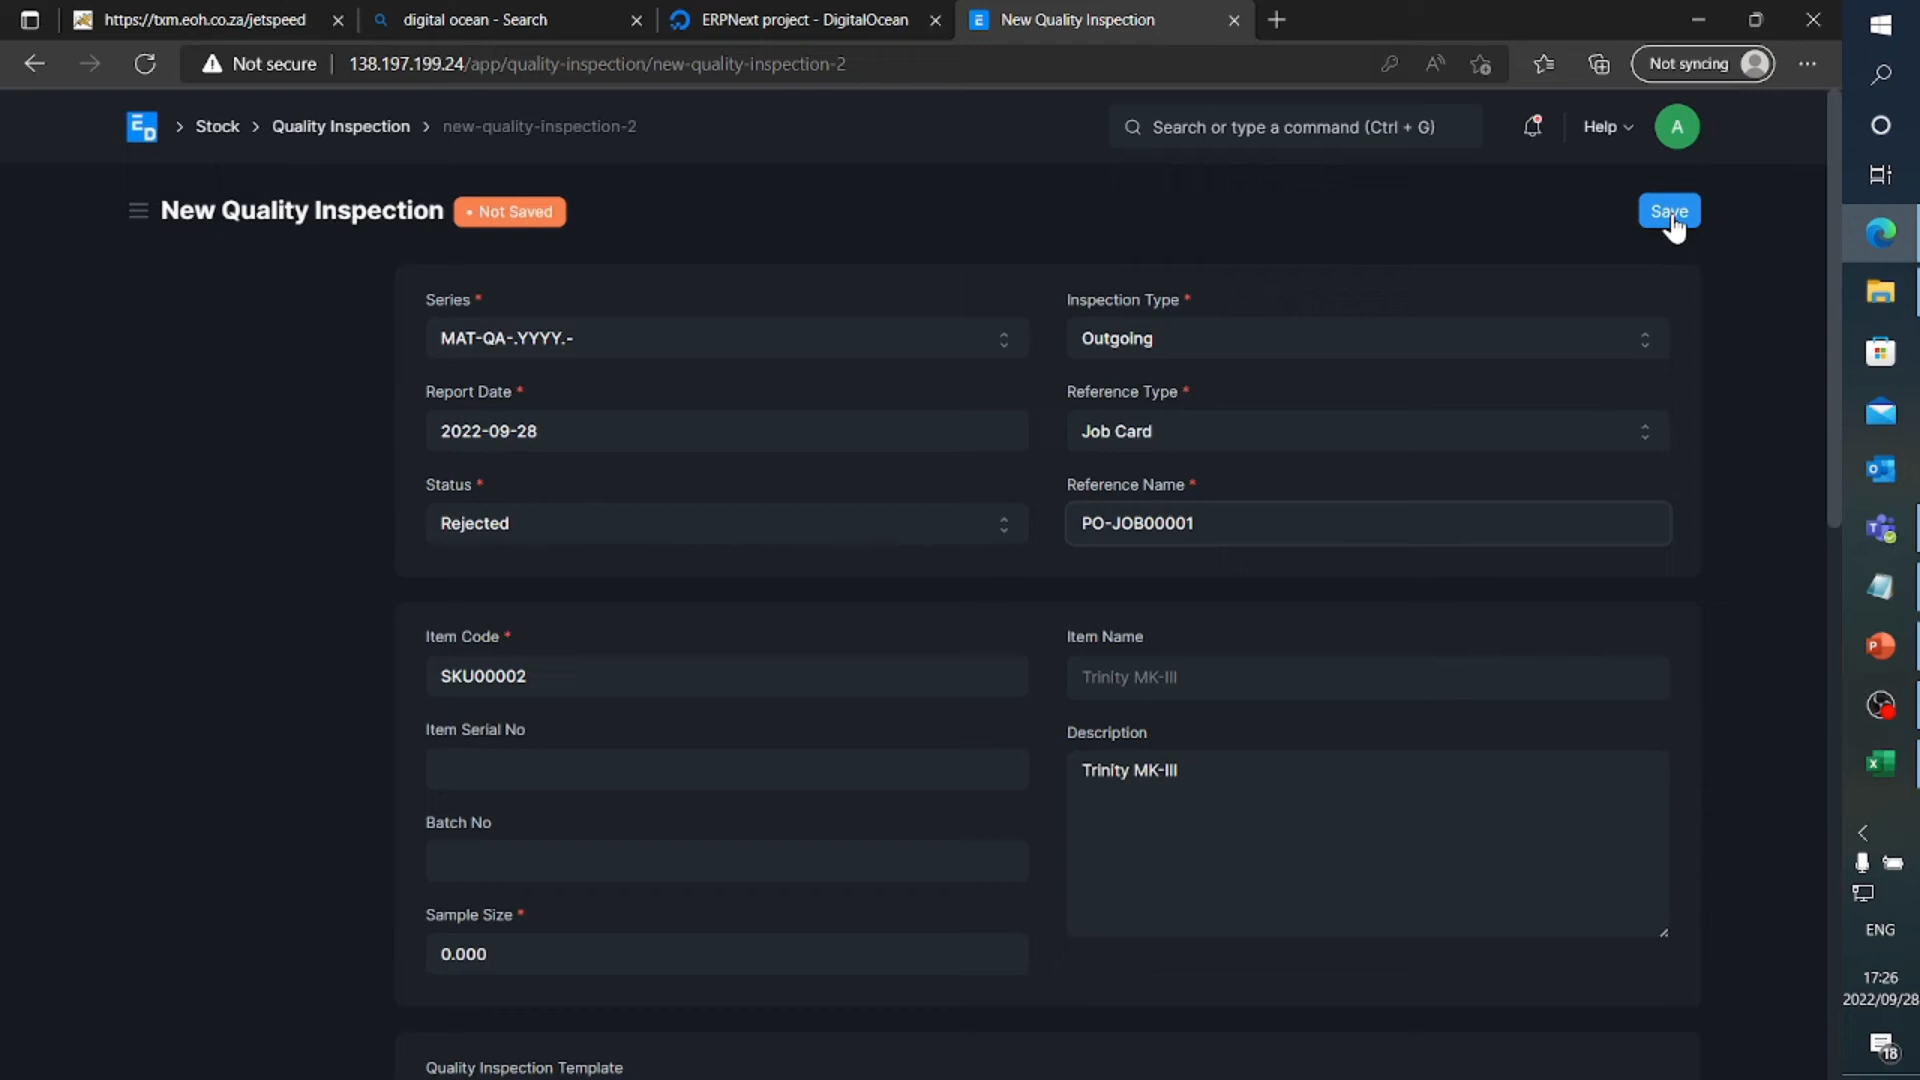 https://txm.eoh.co.za/jetspeed
digital ocean - Search
ERPNext project - DigitalOcean
New Quality Inspection
Not secure
138.197.199.24/app/quality-inspection/new-quality-inspection-2
Not syncing
Stock > Quality Inspection > new-quality-inspection-2
Search or type a command (Ctrl + G)
Help
A
New Quality Inspection
• Not Saved
Save
Series *
MAT-QA-.YYYY.-
Inspection Type *
Outgoing
Report Date *
2022-09-28
Reference Type *
Job Card
Status *
Rejected
Reference Name *
PO-JOB00001
Item Code *
SKU00002
Item Name
Trinity MK-III
Item Serial No
Description
Trinity MK-III
Batch No
Sample Size *
0.000
Quality Inspection Template
ENG
17:26
2022/09/28
18